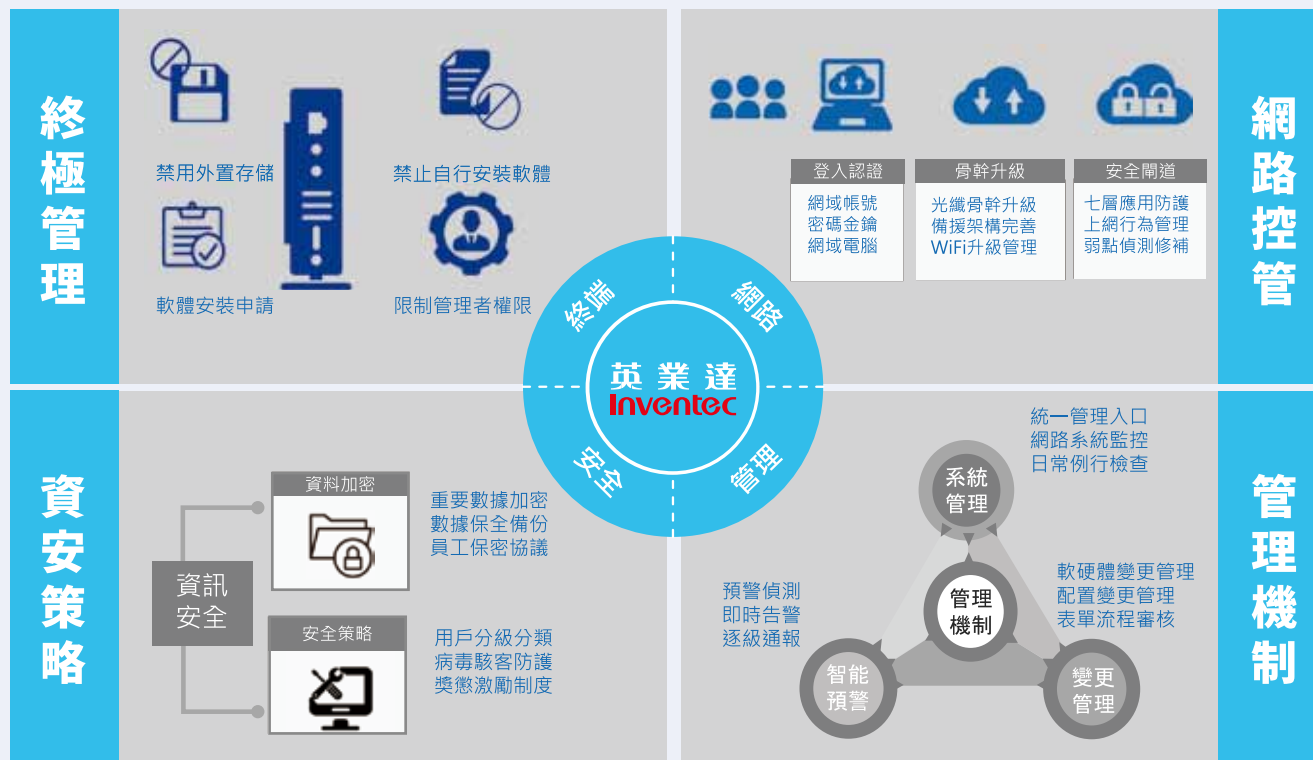 終極管理
禁用外置存儲
禁止自行安裝軟體
軟體安裝申請
限制管理者權限
網路控管
登入認證
網域帳號
密碼金鑰
網域電腦
骨幹升級
光纖骨幹升級
備援架構完善
WiFi升級管理
安全閘道
七層應用防護
上網行為管理
弱點偵測修補
終端
網路
安全
管理
英業達
Inventec
資安策略
資訊
安全
資料加密
重要數據加密
數據保全備份
員工保密協議
安全策略
用戶分級分類
病毒駭客防護
獎懲激勵制度
管理機制
系統
管理
統一管理入口
網路系統監控
日常例行檢查
管理
機制
預警偵測
即時告警
逐級通報
智能
預警
軟硬體變更管理
配置變更管理
表單流程審核
變更
管理